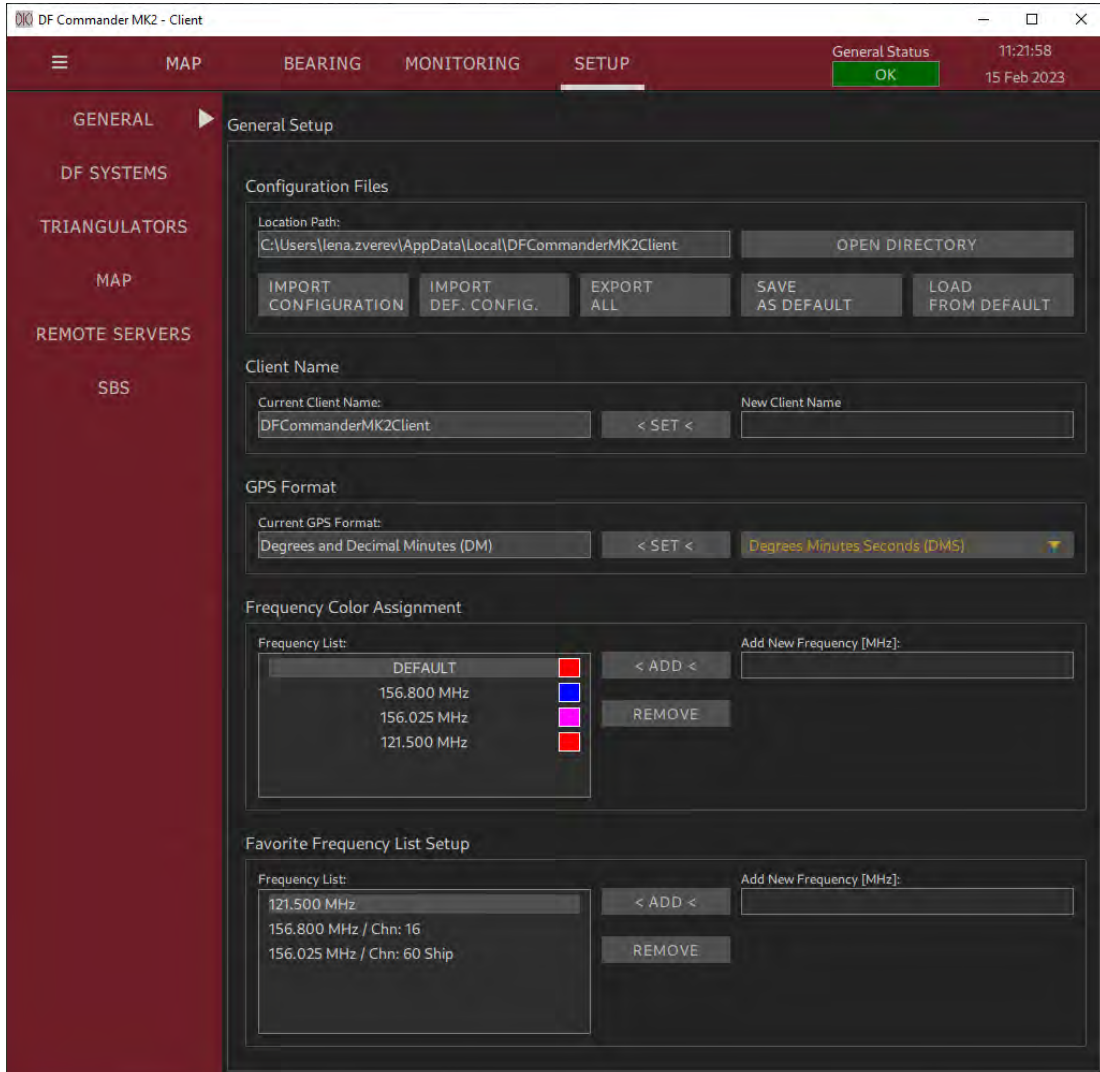 DF Commander MK2 - Client
MAP
BEARING
MONITORING
SETUP
General Status
OK
11:21:58
15 Feb 2023
GENERAL
DF SYSTEMS
TRIANGULATORS
MAP
REMOTE SERVERS
SBS
General Setup
Configuration Files
Location Path:
C:\Users\lena.zverev\AppData\Local\DFCommanderMK2Client
OPEN DIRECTORY
IMPORT
CONFIGURATION
IMPORT
DEF. CONFIG.
EXPORT
ALL
SAVE
AS DEFAULT
LOAD
FROM DEFAULT
Client Name
Current Client Name:
DFCommanderMK2Client
< SET <
New Client Name
GPS Format
Current GPS Format:
Degrees and Decimal Minutes (DM)
< SET <
Degrees Minutes Seconds (DMS)
Frequency Color Assignment
Frequency List:
DEFAULT
156.800 MHz
156.025 MHz
121.500 MHz
< ADD <
REMOVE
Add New Frequency [MHz]:
Favorite Frequency List Setup
Frequency List:
121.500 MHz
156.800 MHz / Chn: 16
156.025 MHz / Chn: 60 Ship
< ADD <
REMOVE
Add New Frequency [MHz]: